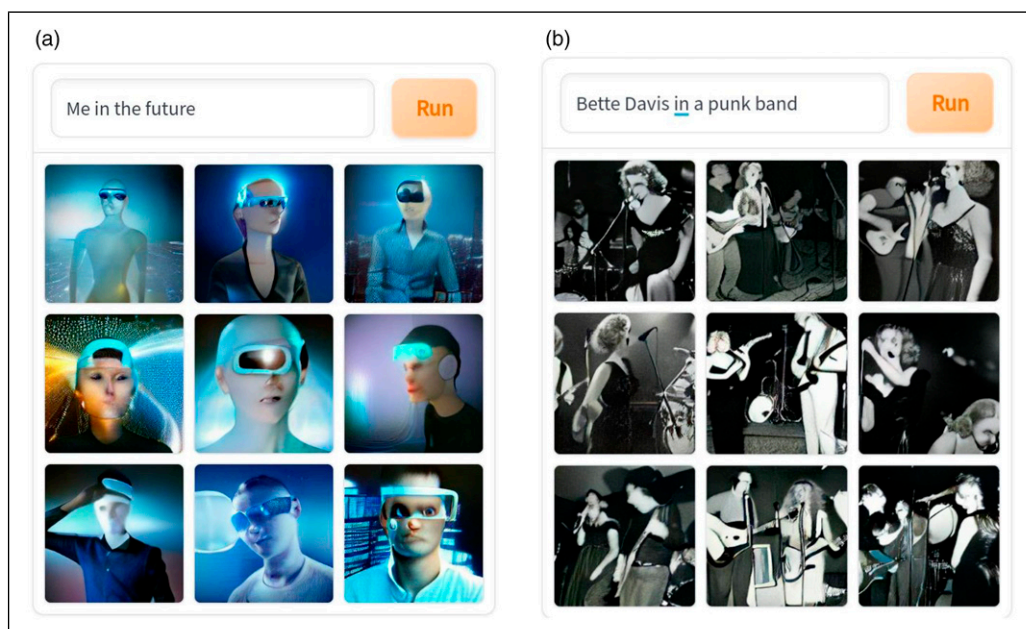 (a)
Me in the future
Run
(b)
Bette Davis in a punk band
Run